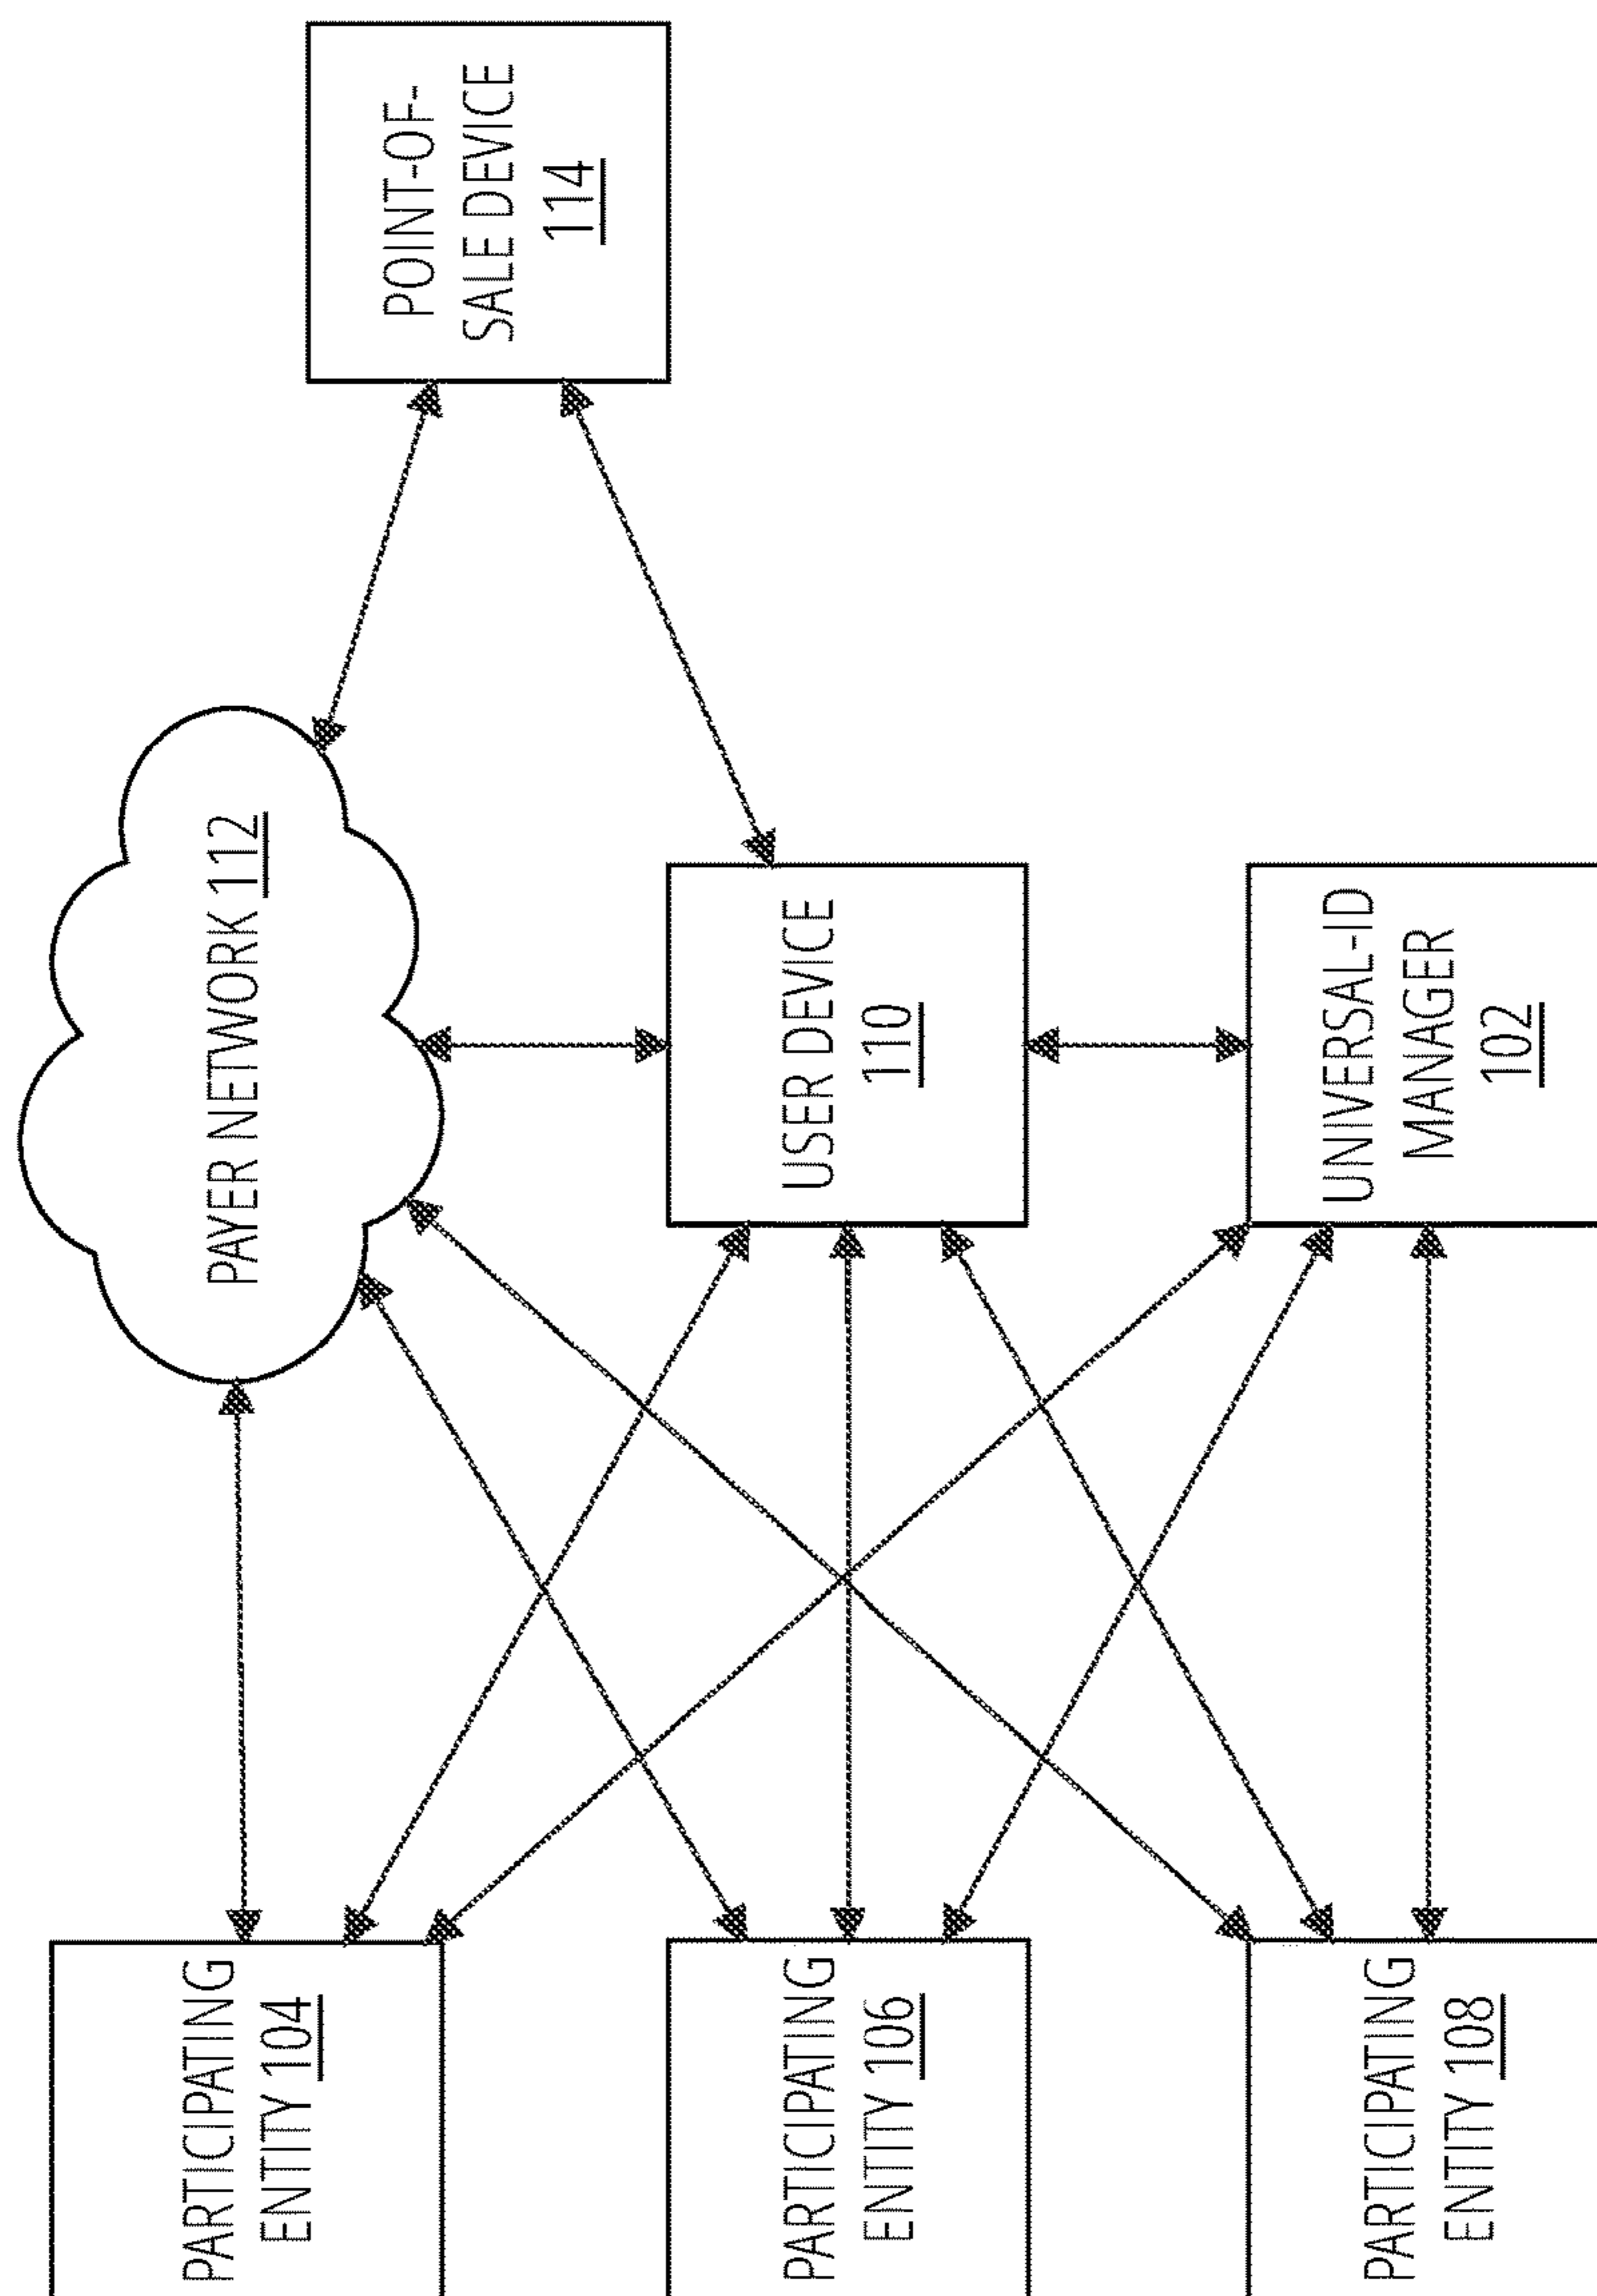 PARTICIPATING
ENTITY 104
PAYER NETWORK 112
POINT-OF-
SALE DEVICE
114
PARTICIPATING
ENTITY 106
USER DEVICE
110
PARTICIPATING
ENTITY 108
UNIVERSAL-ID
MANAGER
102